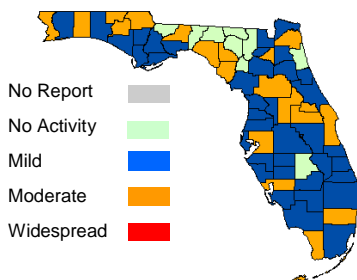 No Report
No Activity
Mild
Moderate
Widespread